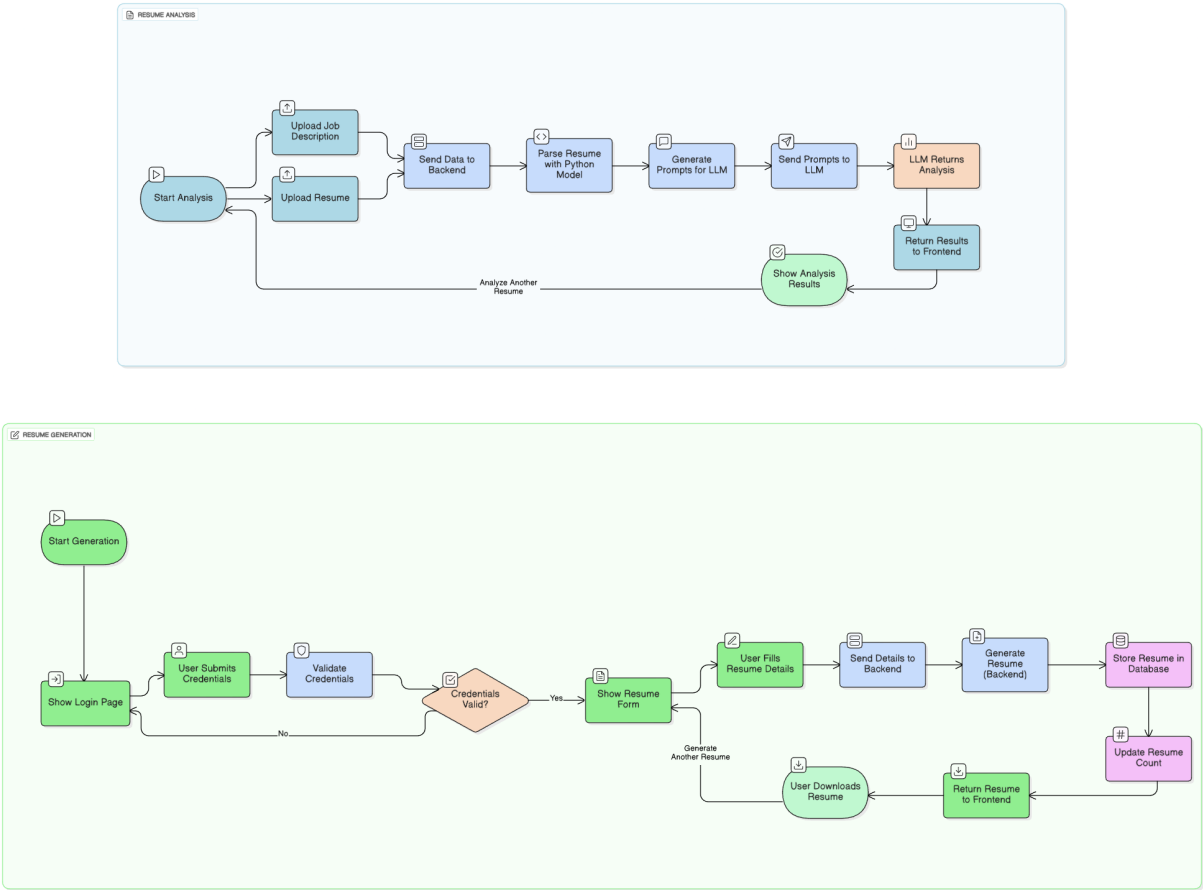 RESUME ANALYSIS
Upload Job
Description
Send Data to
Backend
Parse Resume
with Python
Model
Generate
Prompts for LLM
Send Prompts to
LLM
LLM Returns
Analysis
Start Analysis
Upload Resume
Return Results
to Frontend
Show Analysis
Results
Analyze Another
Resume
RESUME GENERATION
Start Generation
Show Login Page
User Submits
Credentials
Validate
Credentials
Credentials
Valid?
Yes
No
Show Resume
Form
User Fills
Resume Details
Send Details to
Backend
Generate
Resume
(Backend)
Store Resume in
Database
Update Resume
Count
Return Resume
to Frontend
User Downloads
Resume
Generate
Another Resume